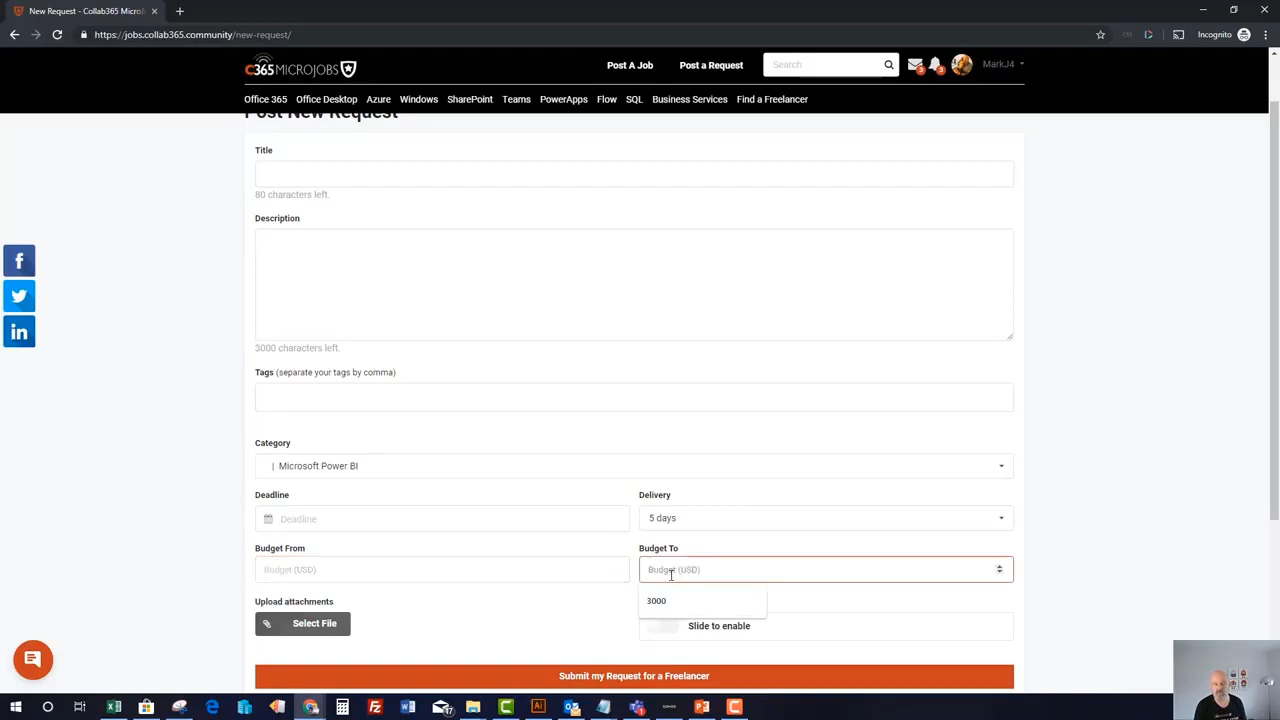 New Request - Collab365 Microjobs
Incognito
https://jobs.collab365.community/new-request/
C365MICROJOBS
Post A Job
Post a Request
Search
3
3
MarkJ4
Office 365
Office Desktop
Azure
Windows
SharePoint
Teams
PowerApps
Flow
SQL
Business Services
Find a Freelancer
Post New Request
Title
80 characters left.
Description
3000 characters left.
Tags (separate your tags by comma)
Category
| Microsoft Power BI
Deadline
Delivery
Deadline
5 days
Budget From
Budget To
Budget (USD)
Budget (USD)
3000
Upload attachments
Select File
Slide to enable
Submit my Request for a Freelancer